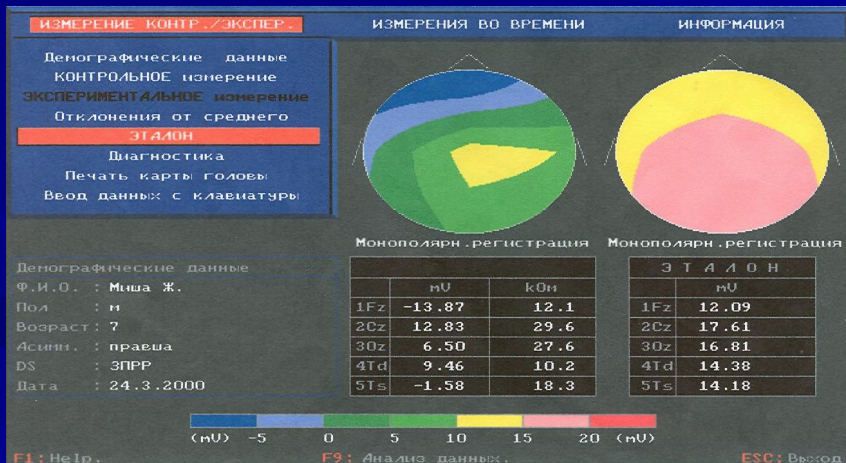 ИЗМЕРЕНИЕ КОНТР./ЭКСПЕР. ИЗМЕРЕНИЯ ВО ВРЕМЕНИ ИНФОРМАЦИЯ
Демографические данные
КОНТРОЛЬНОЕ измерение
ЭКСПЕРИМЕНТАЛЬНОЕ измерение
Отклонения от среднего
ЭТАЛОН
Диагностика
Печать карты головы
Ввод данных с клавиатуры
Монополярн.регистрация Монополярн.регистрация
Демографические данные
Ф.И.О. : Миша Ж.
Пол : м
Возраст: 7
Асимм. : правша
DS : ЗПРР
Дата : 24.3.2000
mV кОм
1Fz -13.87 12.1
2Cz 12.83 29.6
3Oz 6.50 27.6
4Td 9.46 10.2
5Ts -1.58 18.3
ЭТАЛОН
mV
1Fz 12.09
2Cz 17.61
3Oz 16.81
4Td 14.38
5Ts 14.18
(mV) -5 0 5 10 15 20 (mV)
F1: Help. F9: Анализ данных. ESC: Выход